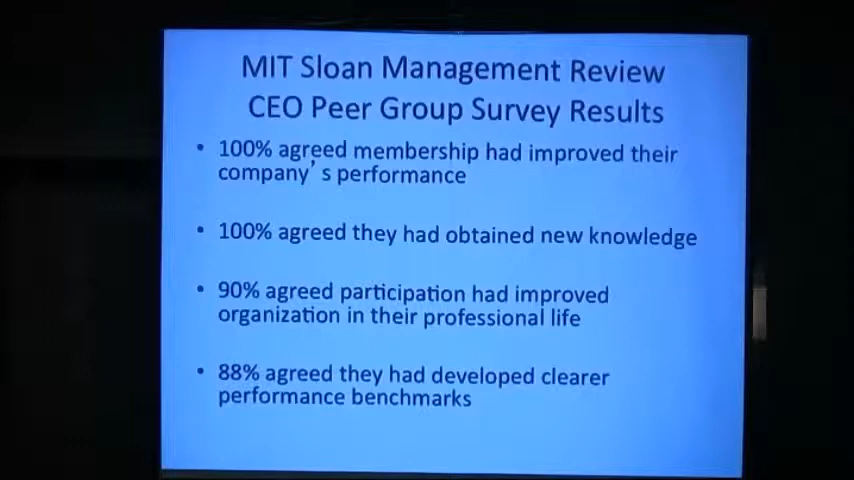 MIT Sloan Management Review
CEO Peer Group Survey Results
• 100% agreed membership had improved their
company’ s performance
• 100% agreed they had obtained new knowledge
• 90% agreed participation had improved
organization in their professional life
• 88% agreed they had developed clearer
performance benchmarks